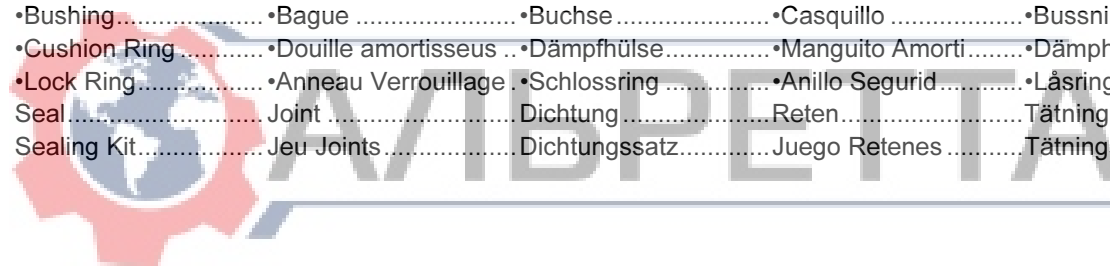 •Bushing.................... •Bague ....................... •Buchse ...................... •Casquillo ................... •Bussni
•Cushion Ring ............ •Douille amortisseus .. •Dämpfhülse............... •Manguito Amorti....... •Dämph
•Lock Ring.................. •Anneau Verrouillage . •Schlossring ............... •Anillo Segurid........... •Låsring
Seal............................ Joint ........................... Dichtung ..................... Reten.......................... Tätning
Sealing Kit................. Jeu Joints ................... Dichtungssatz............. Juego Retenes ........... Tätning
АЛЬРЕТТА